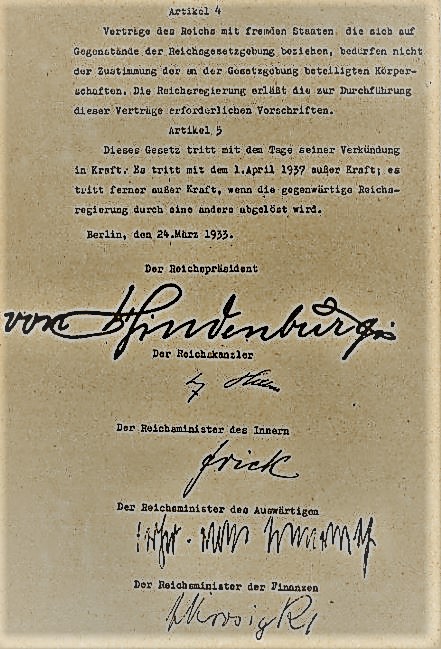 Artikel 4
Verträge des Reichs mit fremden Staaten, die sich auf
Gegenstände der Reichsgesetzgebung beziehen, bedürfen nicht
der Zustimmung der an der Gesetzgebung beteiligten Körper-
schaften. Die Reichsregierung erläßt die zur Durchführung
dieser Verträge erforderlichen Vorschriften.
Artikel 5
Dieses Gesetz tritt mit dem Tage seiner Verkündung
in Kraft. Es tritt mit dem 1.April 1937 außer Kraft; es
tritt ferner außer Kraft, wenn die gegenwärtige Reichs-
regierung durch eine andere abgelöst wird.
Berlin, den 24.März 1933.
Der Reichspräsident
von Hindenburg
Der Reichskanzler
Der Reichsminister des Innern
Frick
Der Reichsminister des Auswärtigen
von
Der Reichsminister der Finanzen
Krosigk